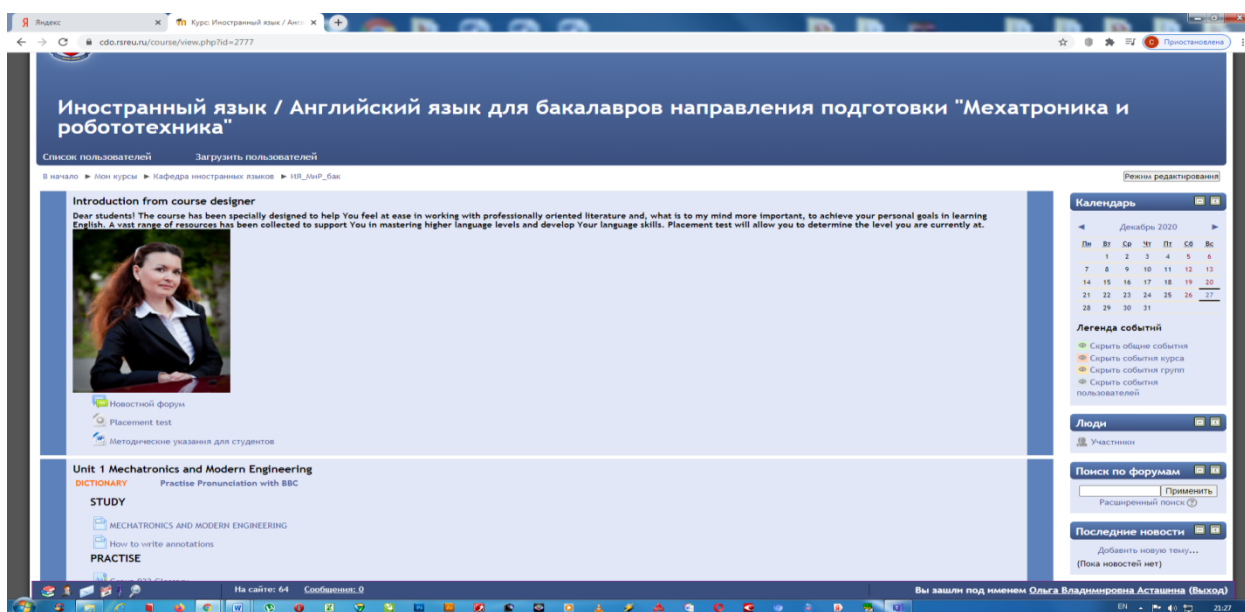 Яндекс
Курс: Иностранный язык / Англ
cdo.rsreu.ru/course/view.php?id=2777
Приостановлена
Иностранный язык / Английский язык для бакалавров направления подготовки "Мехатроника и
робототехника"
Список пользователей Загрузить пользователей
В начало ► Мои курсы ► Кафедра иностранных языков ► ИЯ_МиР_бак
Режим редактирования
Introduction from course designer
Dear students! The course has been specially designed to help You feel at ease in working with professionally oriented literature and, what is to my mind more important, to achieve your personal goals in learning
English. A vast range of resources has been collected to support You in mastering higher language levels and develop Your language skills. Placement test will allow you to determine the level you are currently at.
Новостной форум
Placement test
Методические указания для студентов
Unit 1 Mechatronics and Modern Engineering
DICTIONARY Practise Pronunciation with BBC
STUDY
MECHATRONICS AND MODERN ENGINEERING
How to write annotations
PRACTISE
Календарь
◄ Декабрь 2020 ►
Пн Вт Ср Чт Пт Сб Вс
1 2 3 4 5 6
7 8 9 10 11 12 13
14 15 16 17 18 19 20
21 22 23 24 25 26 27
28 29 30 31
Легенда событий
Скрыть общие события
Скрыть события курса
Скрыть события групп
Скрыть события
пользователей
Люди
Участники
Поиск по форумам
Применить
Расширенный поиск
Последние новости
Добавить новую тему...
(Пока новостей нет)
На сайте: 64 Сообщения: 0
Вы зашли под именем Ольга Владимировна Асташина (Выход)
EN 21:27